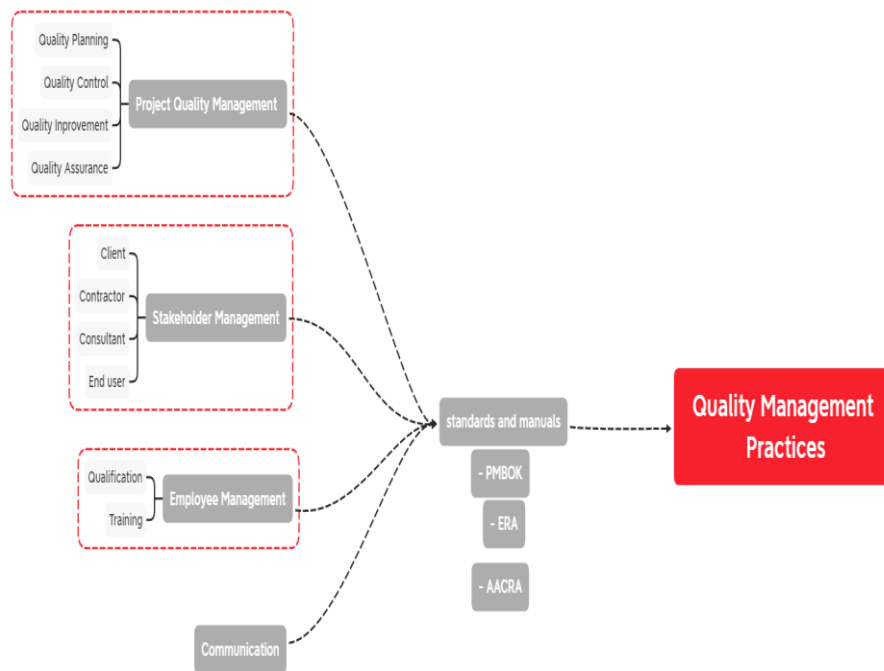 Quality Planning
Quality Control
Quality Inprovement
Quality Assurance
Project Quality Management
Client
Contractor
Consultant
End user
Stakeholder Management
Qualification
Training
Employee Management
Communication
standards and manuals
- PMBOK
- ERA
- AACRA
Quality Management
Practices